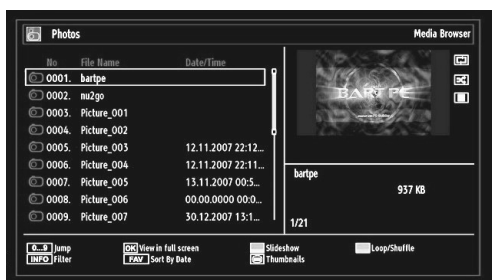 Photos Media Browser
No File Name Date/Time
0001. bartpe
0002. nu2go
0003. Picture_001
0004. Picture_002
0005. Picture_003 12.11.2007 22:12...
0006. Picture_004 12.11.2007 22:11...
0007. Picture_005 13.11.2007 00:5...
0008. Picture_006 00.00.0000 00:0...
0009. Picture_007 30.12.2007 13:1...
BART PE
bartpe
937 KB
1/21
0...9 Jump OK View in full screen Slideshow Loop/Shuffle
INFO Filter FAV Sort By Date Thumbnails